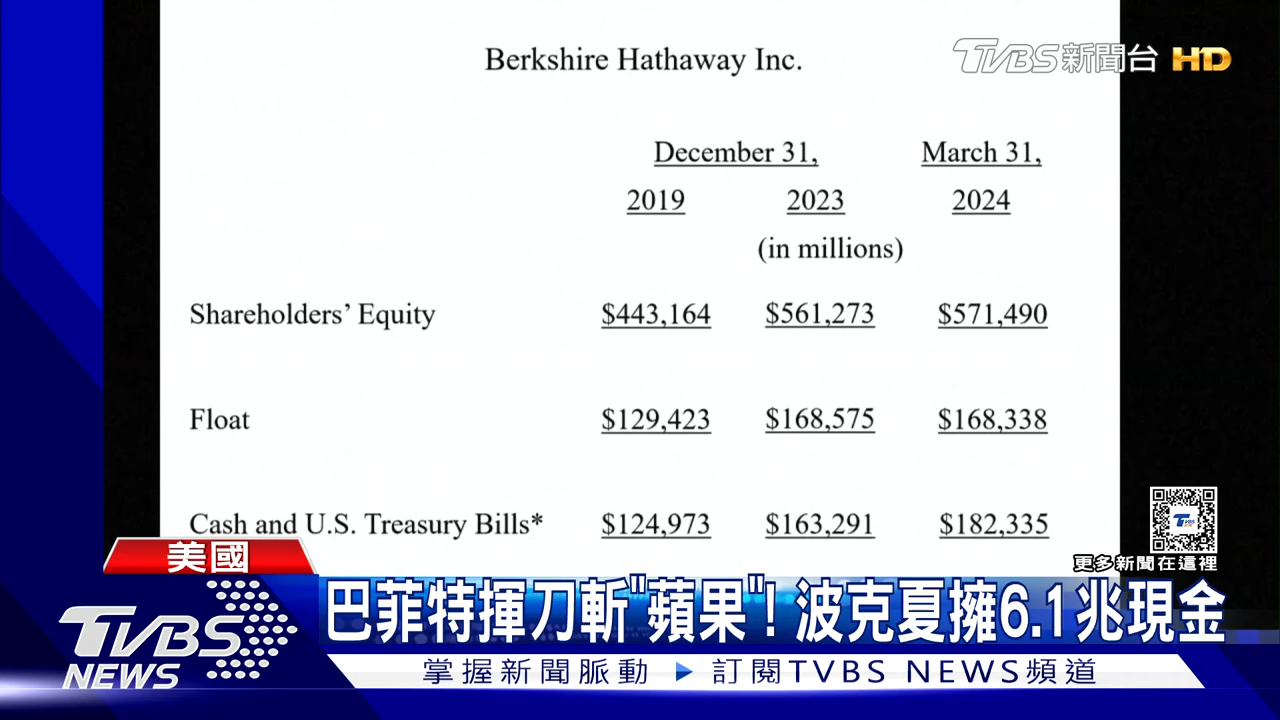 Berkshire Hathaway Inc.
TVBS新聞台 HD
December 31, March 31,
2019 2023 2024
(in millions)
Shareholders’ Equity $443,164 $561,273 $571,490
Float $129,423 $168,575 $168,338
Cash and U.S. Treasury Bills* $124,973 $163,291 $182,335
TVBS
更多新聞在這裡
美國
巴菲特揮刀斬"蘋果"! 波克夏擁6.1兆現金
TVBS
NEWS
掌握新聞脈動 ▶ 訂閱TVBS NEWS頻道